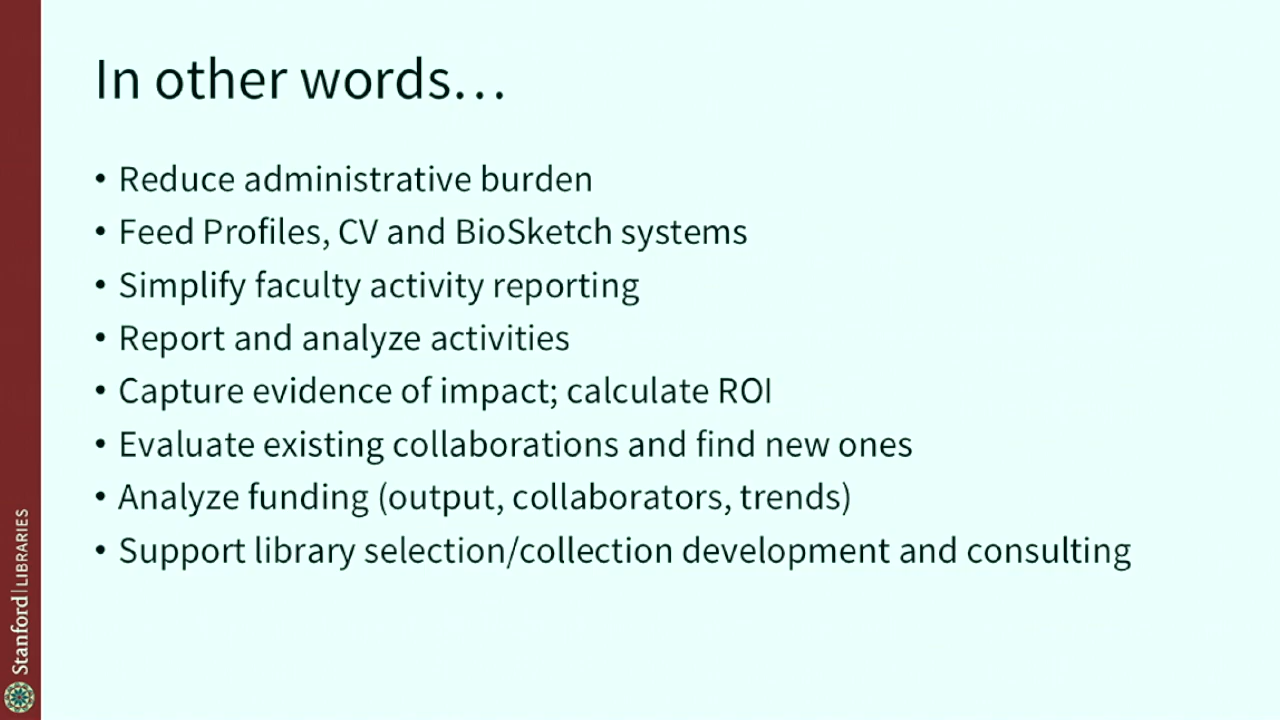 In other words…
• Reduce administrative burden
• Feed Profiles, CV and BioSketch systems
• Simplify faculty activity reporting
• Report and analyze activities
• Capture evidence of impact; calculate ROI
• Evaluate existing collaborations and find new ones
• Analyze funding (output, collaborators, trends)
• Support library selection/collection development and consulting
Stanford | LIBRARIES